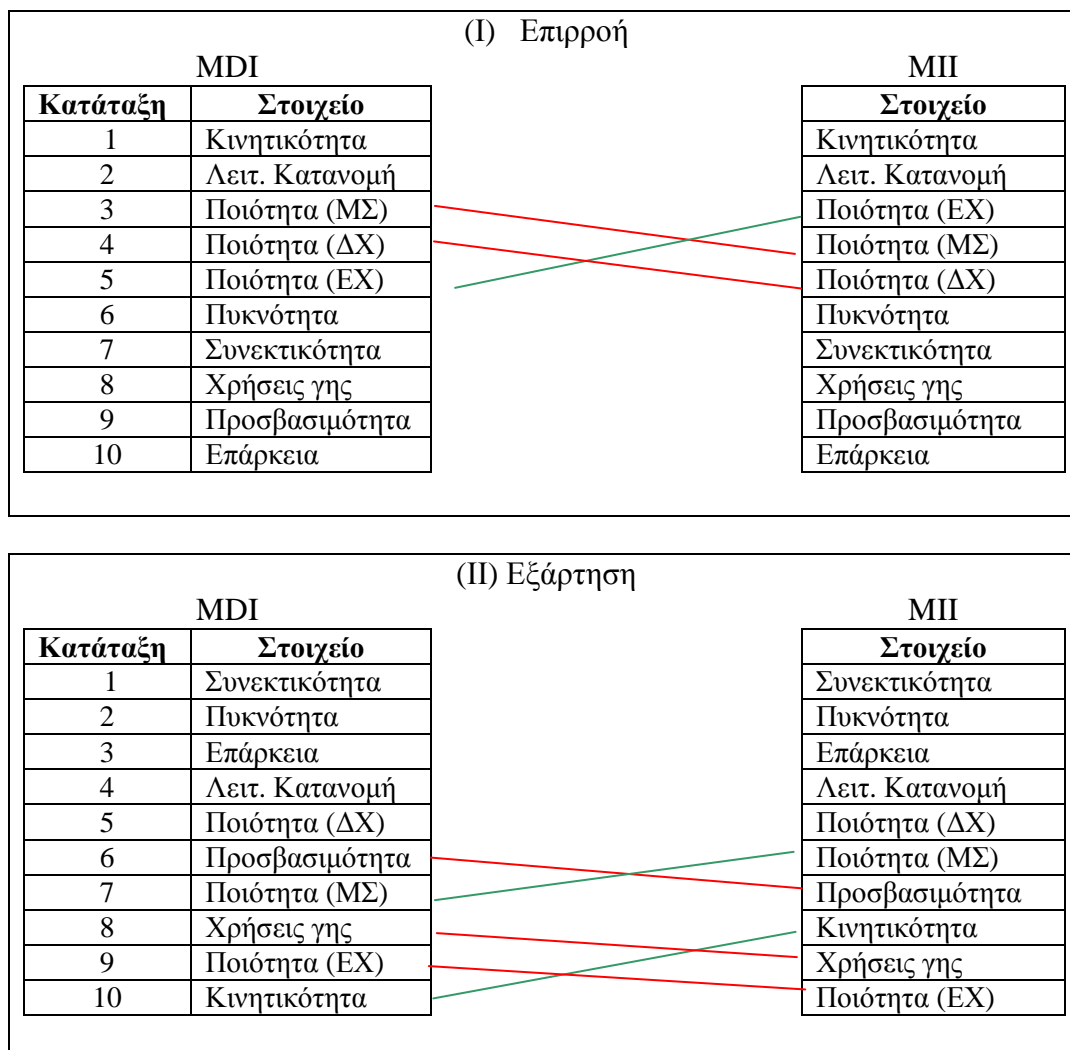 (I) Επιρροή
MDI MII
Κατάταξη Στοιχείο Στοιχείο
1 Κινητικότητα Κινητικότητα
2 Λειτ. Κατανομή Λειτ. Κατανομή
3 Ποιότητα (ΜΣ) Ποιότητα (ΕΧ)
4 Ποιότητα (ΔΧ) Ποιότητα (ΜΣ)
5 Ποιότητα (ΕΧ) Ποιότητα (ΔΧ)
6 Πυκνότητα Πυκνότητα
7 Συνεκτικότητα Συνεκτικότητα
8 Χρήσεις γης Χρήσεις γης
9 Προσβασιμότητα Προσβασιμότητα
10 Επάρκεια Επάρκεια
(II) Εξάρτηση
MDI MII
Κατάταξη Στοιχείο Στοιχείο
1 Συνεκτικότητα Συνεκτικότητα
2 Πυκνότητα Πυκνότητα
3 Επάρκεια Επάρκεια
4 Λειτ. Κατανομή Λειτ. Κατανομή
5 Ποιότητα (ΔΧ) Ποιότητα (ΔΧ)
6 Προσβασιμότητα Ποιότητα (ΜΣ)
7 Ποιότητα (ΜΣ) Προσβασιμότητα
8 Χρήσεις γης Κινητικότητα
9 Ποιότητα (ΕΧ) Χρήσεις γης
10 Κινητικότητα Ποιότητα (ΕΧ)